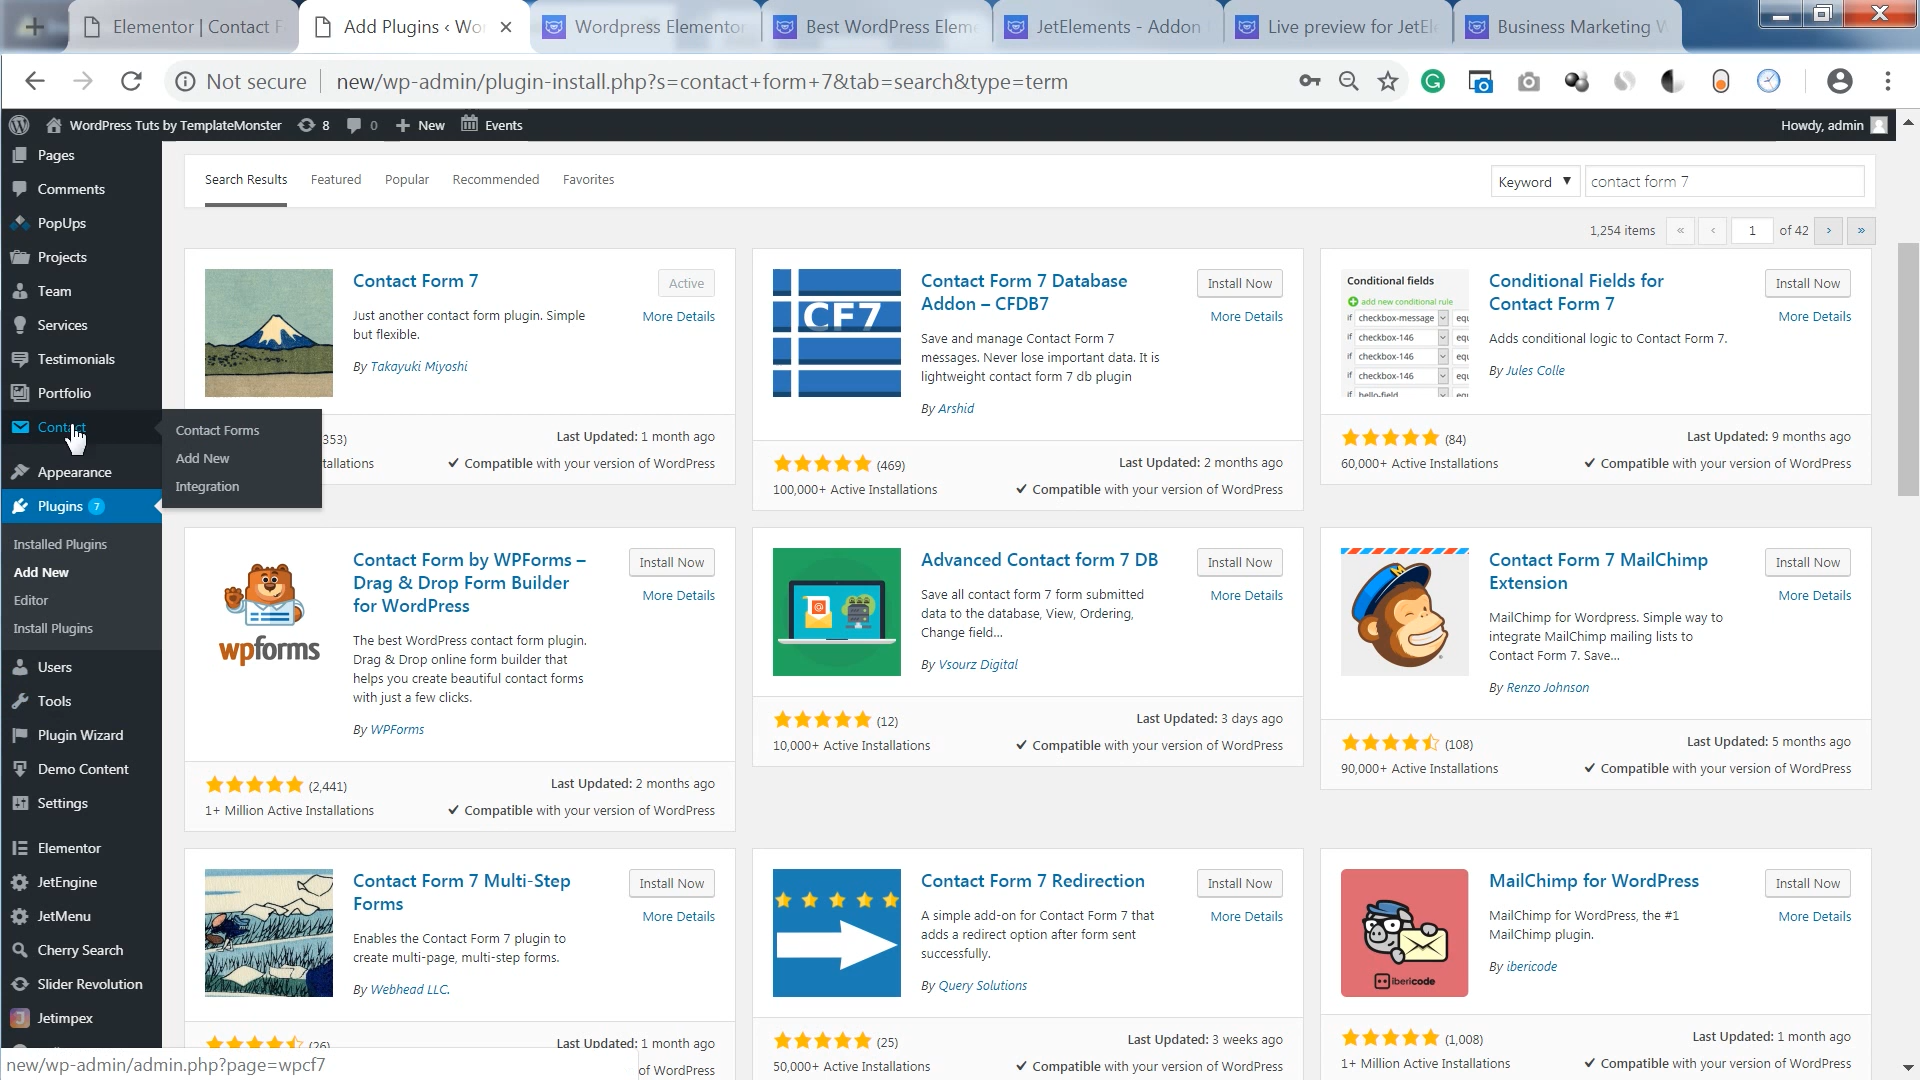 Elementor | Contact F
Add Plugins ‹ Wor
Wordpress Elementor
Best WordPress Eleme
JetElements - Addon
Live preview for JetEle
Business Marketing W
Not secure
new/wp-admin/plugin-install.php?s=contact+form+7&tab=search&type=term
WordPress Tuts by TemplateMonster
8
0
New
Events
Howdy, admin
Pages
Comments
PopUps
Projects
Team
Services
Testimonials
Portfolio
Contact
Contact Forms
Add New
Integration
Appearance
Plugins 7
Installed Plugins
Add New
Editor
Install Plugins
Users
Tools
Plugin Wizard
Demo Content
Settings
Elementor
JetEngine
JetMenu
Cherry Search
Slider Revolution
Jetimpex
new/wp-admin/admin.php?page=wpcf7
Search Results
Featured
Popular
Recommended
Favorites
Keyword
contact form 7
1,254 items
«
‹
1
of 42
›
»
Contact Form 7
Active
More Details
Just another contact form plugin. Simple
but flexible.
By Takayuki Miyoshi
353)
Last Updated: 1 month ago
tallations
Compatible with your version of WordPress
CF7
Contact Form 7 Database
Addon – CFDB7
Install Now
More Details
Save and manage Contact Form 7
messages. Never lose important data. It is
lightweight contact form 7 db plugin
By Arshid
(469)
Last Updated: 2 months ago
100,000+ Active Installations
Compatible with your version of WordPress
Conditional fields
add new conditional rule
if checkbox-message equ
if checkbox-146 equ
if checkbox-146 equ
if checkbox-146 equ
if hello-field
Conditional Fields for
Contact Form 7
Install Now
More Details
Adds conditional logic to Contact Form 7.
By Jules Colle
(84)
Last Updated: 9 months ago
60,000+ Active Installations
Compatible with your version of WordPress
wpforms
Contact Form by WPForms –
Drag & Drop Form Builder
for WordPress
Install Now
More Details
The best WordPress contact form plugin.
Drag & Drop online form builder that
helps you create beautiful contact forms
with just a few clicks.
By WPForms
(2,441)
Last Updated: 2 months ago
1+ Million Active Installations
Compatible with your version of WordPress
Advanced Contact form 7 DB
Install Now
More Details
Save all contact form 7 form submitted
data to the database, View, Ordering,
Change field...
By Vsourz Digital
(12)
Last Updated: 3 days ago
10,000+ Active Installations
Compatible with your version of WordPress
Contact Form 7 MailChimp
Extension
Install Now
More Details
MailChimp for Wordpress. Simple way to
integrate MailChimp mailing lists to
Contact Form 7. Save...
By Renzo Johnson
(108)
Last Updated: 5 months ago
90,000+ Active Installations
Compatible with your version of WordPress
Contact Form 7 Multi-Step
Forms
Install Now
More Details
Enables the Contact Form 7 plugin to
create multi-page, multi-step forms.
By Webhead LLC.
(26)
Last Updated: 1 month ago
of WordPress
Contact Form 7 Redirection
Install Now
More Details
A simple add-on for Contact Form 7 that
adds a redirect option after form sent
successfully.
By Query Solutions
(25)
Last Updated: 3 weeks ago
50,000+ Active Installations
Compatible with your version of WordPress
ibericode
MailChimp for WordPress
Install Now
More Details
MailChimp for WordPress, the #1
MailChimp plugin.
By ibericode
(1,008)
Last Updated: 1 month ago
1+ Million Active Installations
Compatible with your version of WordPress